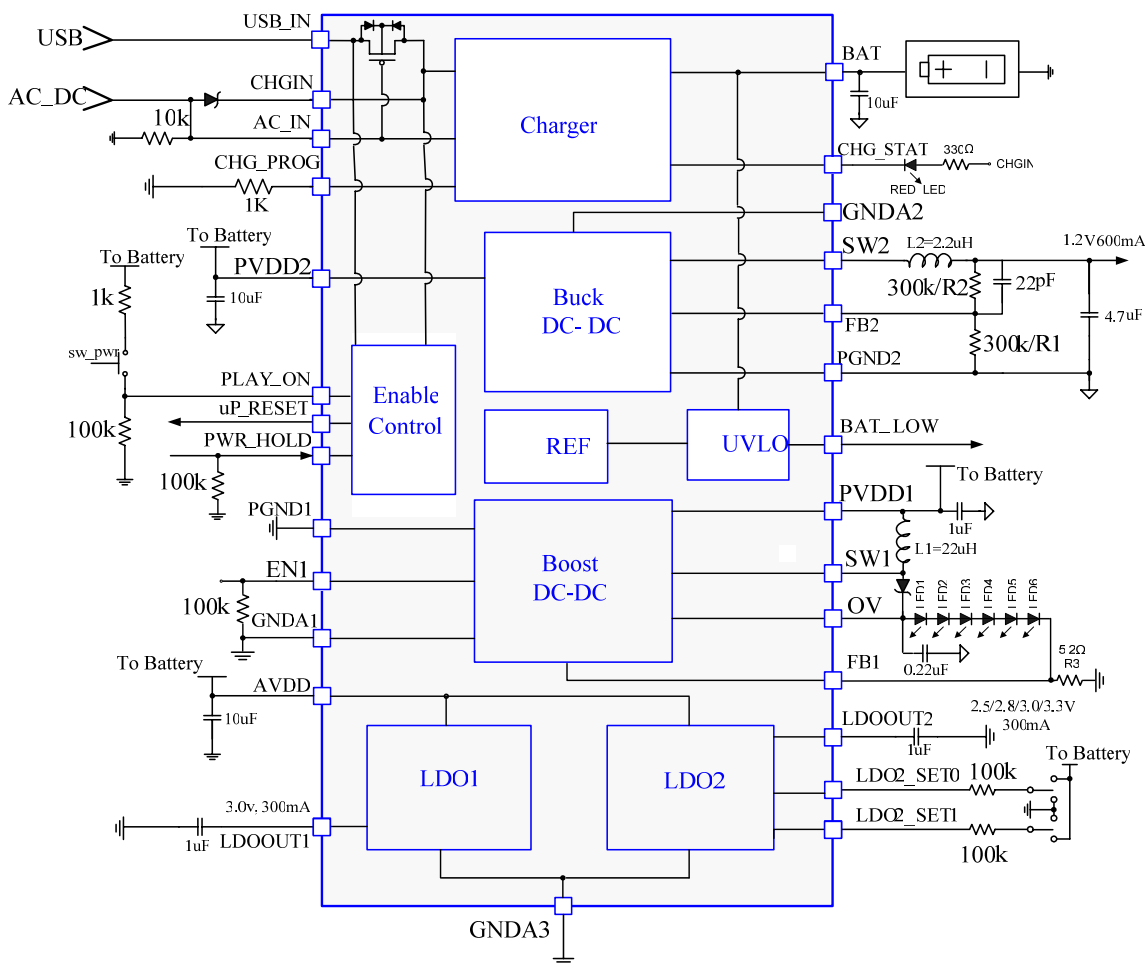 USB
USB_IN
AC_DC
CHGIN
10k
AC_IN
CHG_PROG
1K
Charger
BAT
+ −
10uF
CHG_STAT
330Ω
CHGIN
RED_LED
GNDA2
To Battery
To Battery
PVDD2
10uF
1k
sw_pwr
PLAY_ON
uP_RESET
100k
PWR_HOLD
100k
Buck
DC- DC
SW2
L2=2.2uH
1.2V600mA
300k/R2
22pF
FB2
4.7uF
300k/R1
PGND2
Enable
Control
REF
UVLO
BAT_LOW
To Battery
PGND1
PVDD1
1uF
L1=22uH
Boost
DC-DC
SW1
EN1
100k
GNDA1
OV
LED1
LED2
LED3
LED4
LED5
LED6
0.22uF
FB1
5.2Ω
R3
To Battery
AVDD
10uF
2.5/2.8/3.0/3.3V
300mA
LDOOUT2
1uF
To Battery
LDO1
LDO2
LDO2_SET0
100k
LDO2_SET1
100k
3.0v, 300mA
1uF
LDOOUT1
GNDA3